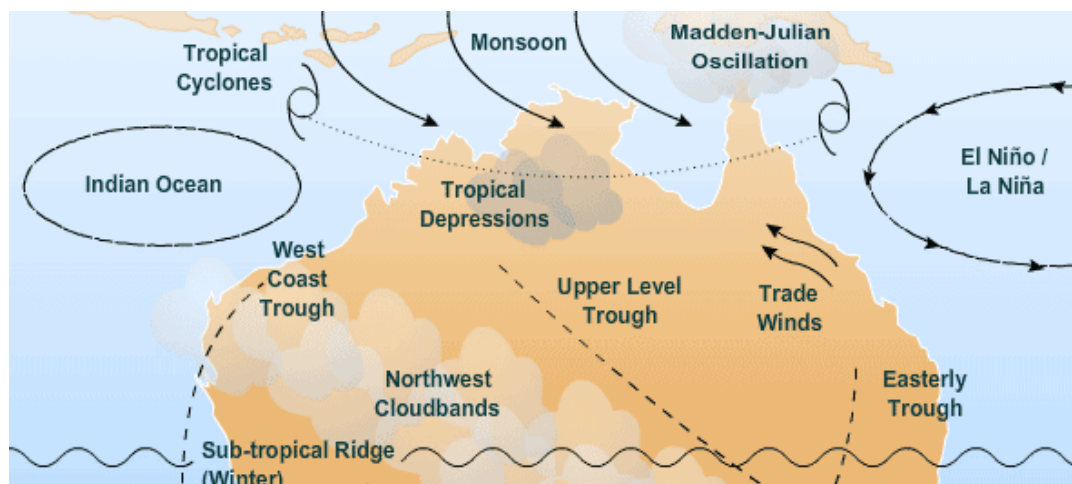 Tropical
Cyclones
Monsoon
Madden-Julian
Oscillation
Indian Ocean
Tropical
Depressions
El Niño /
La Niña
West
Coast
Trough
Upper Level
Trough
Trade
Winds
Northwest
Cloudbands
Easterly
Trough
Sub-tropical Ridge
(Winter)